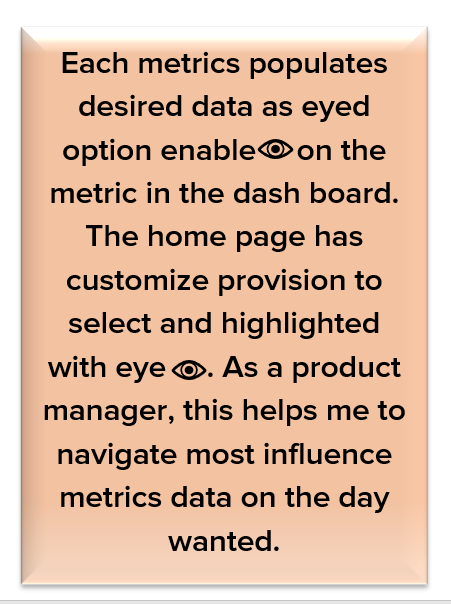 Each metrics populates
desired data as eyed
option enable👁on the
metric in the dash board.
The home page has
customize provision to
select and highlighted
with eye 👁. As a product
manager, this helps me to
navigate most influence
metrics data on the day
wanted.